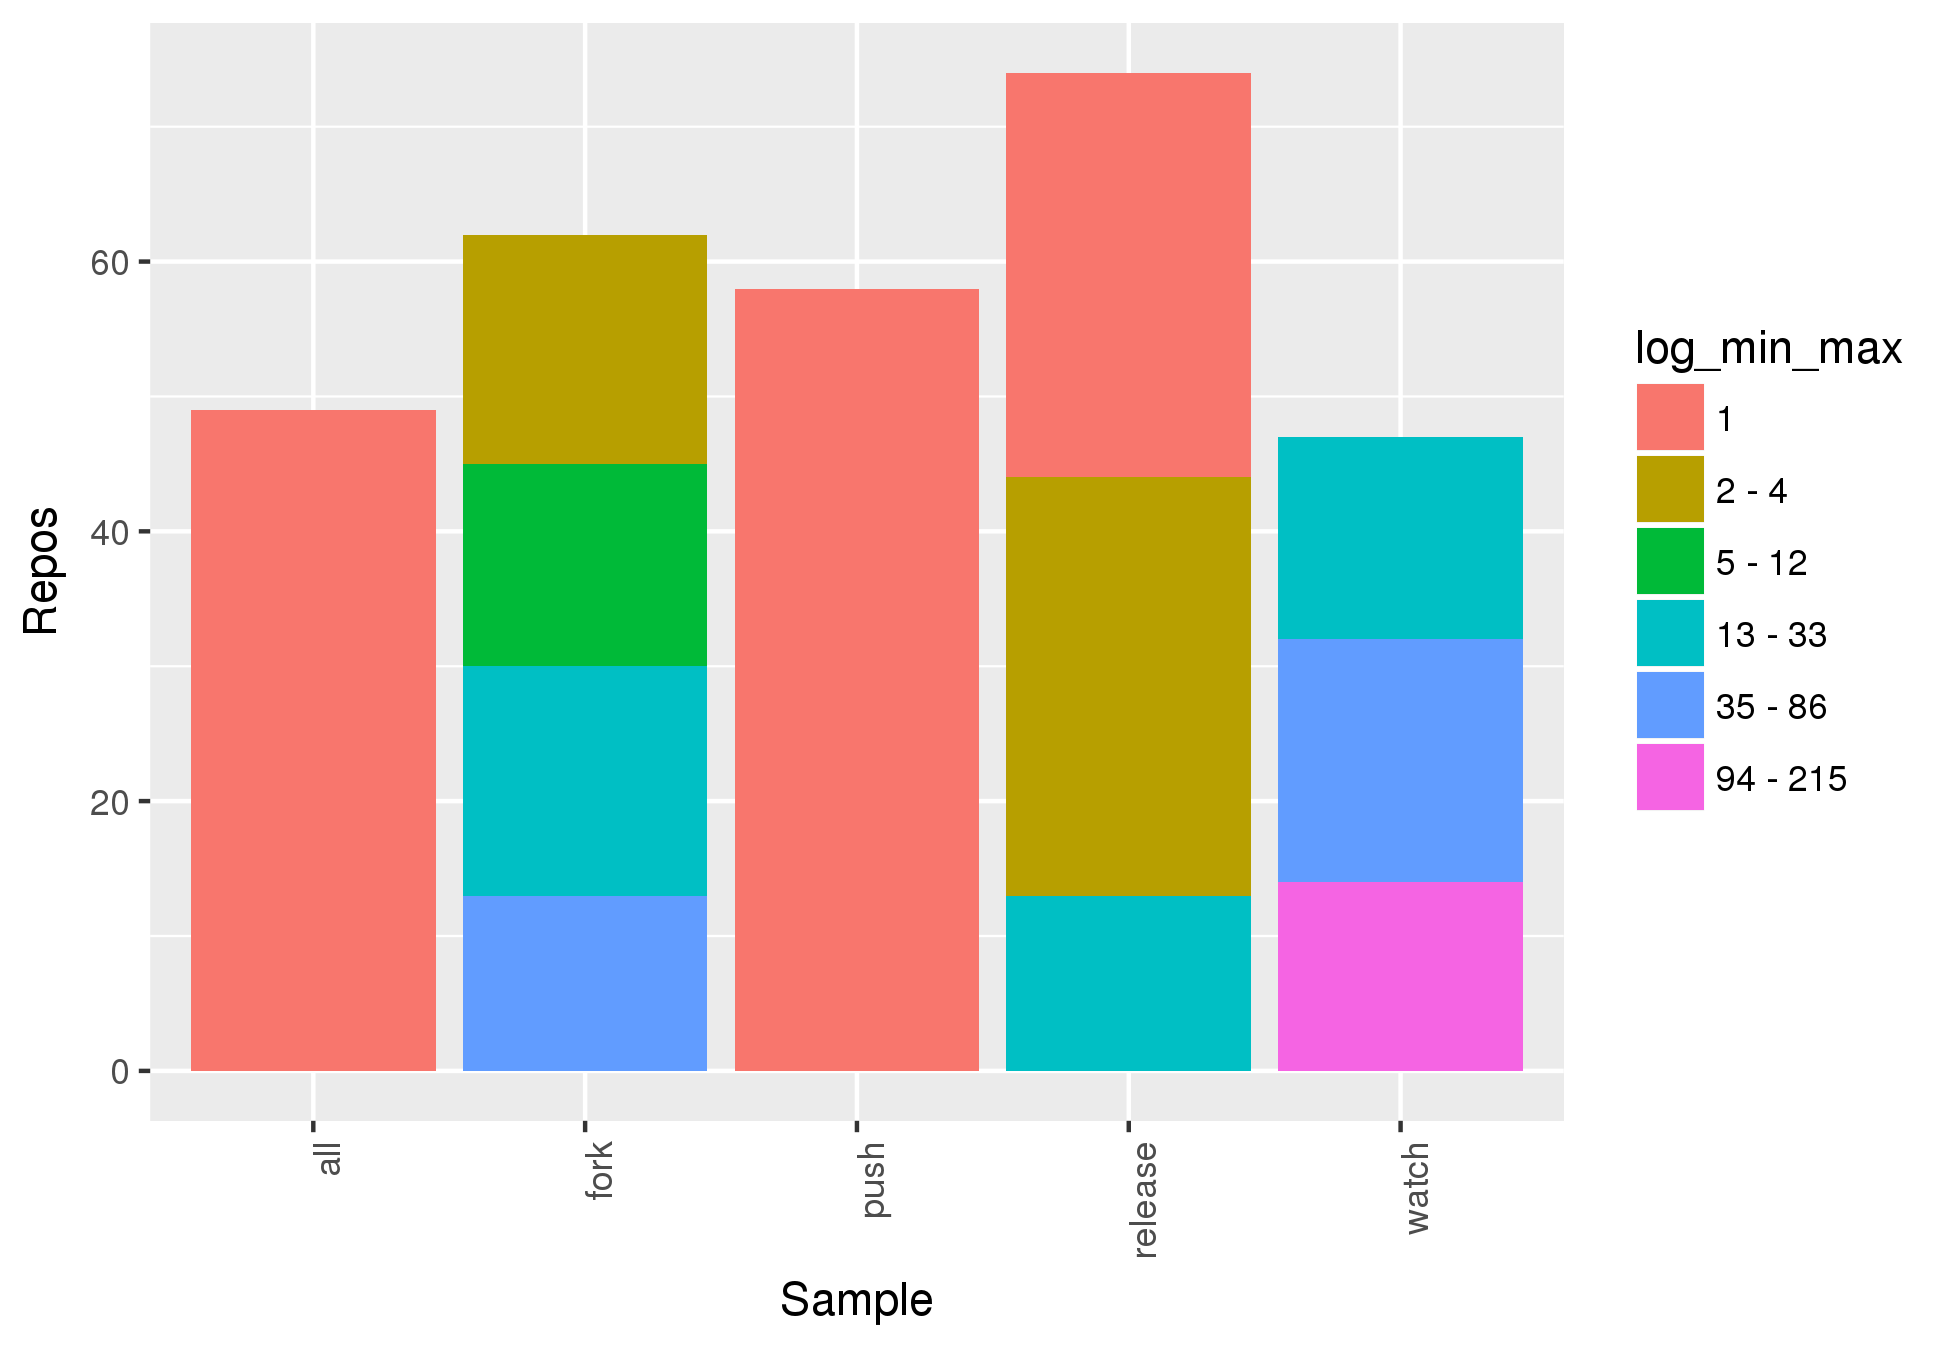 Repos
60
40
20
0
all
fork
push
release
watch
Sample
log_min_max
1
2 - 4
5 - 12
13 - 33
35 - 86
94 - 215